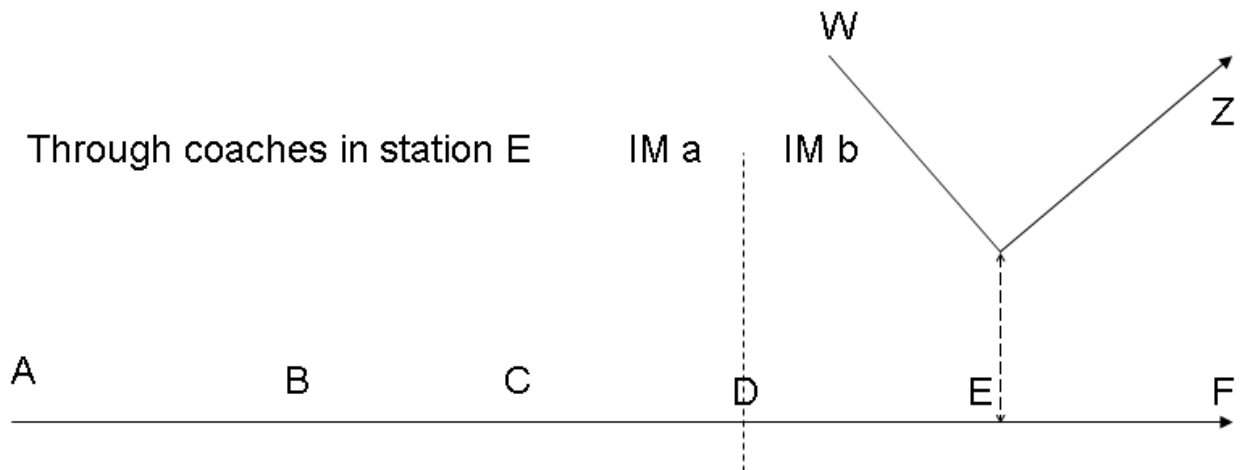 W
Z
Through coaches in station E IM a IM b
A B C D E F